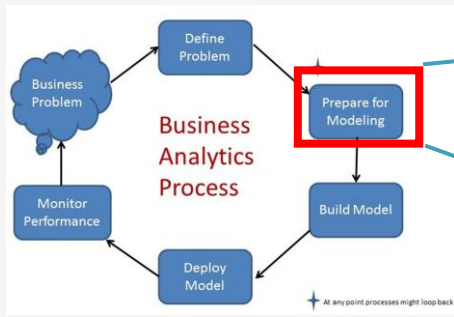 Define
Problem
Business
Problem
Prepare for
Modeling
Business
Analytics
Process
Monitor
Performance
Build Model
Deploy
Model
At any point processes might loop back